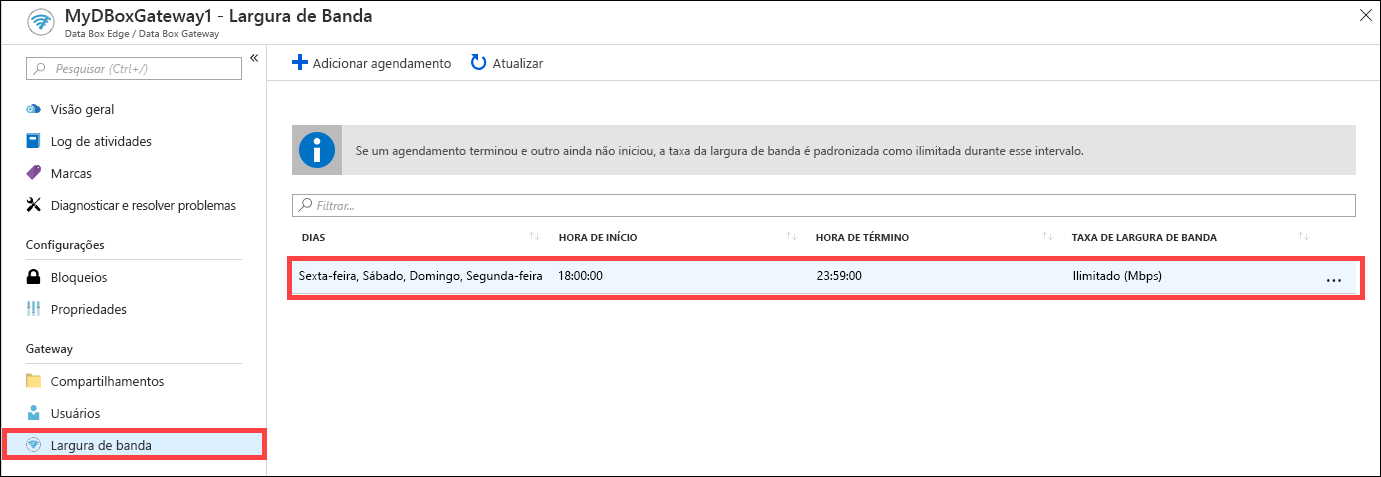 MyDBoxGateway1 - Largura de Banda
Data Box Edge / Data Box Gateway
Pesquisar (Ctrl+/)
Visão geral
Log de atividades
Marcas
Diagnosticar e resolver problemas
Configurações
Bloqueios
Propriedades
Gateway
Compartilhamentos
Usuários
Largura de banda
Adicionar agendamento Atualizar
Se um agendamento terminou e outro ainda não iniciou, a taxa da largura de banda é padronizada como ilimitada durante esse intervalo.
Filtrar...
DIAS HORA DE INÍCIO HORA DE TÉRMINO TAXA DE LARGURA DE BANDA
Sexta-feira, Sábado, Domingo, Segunda-feira 18:00:00 23:59:00 Ilimitado (Mbps)